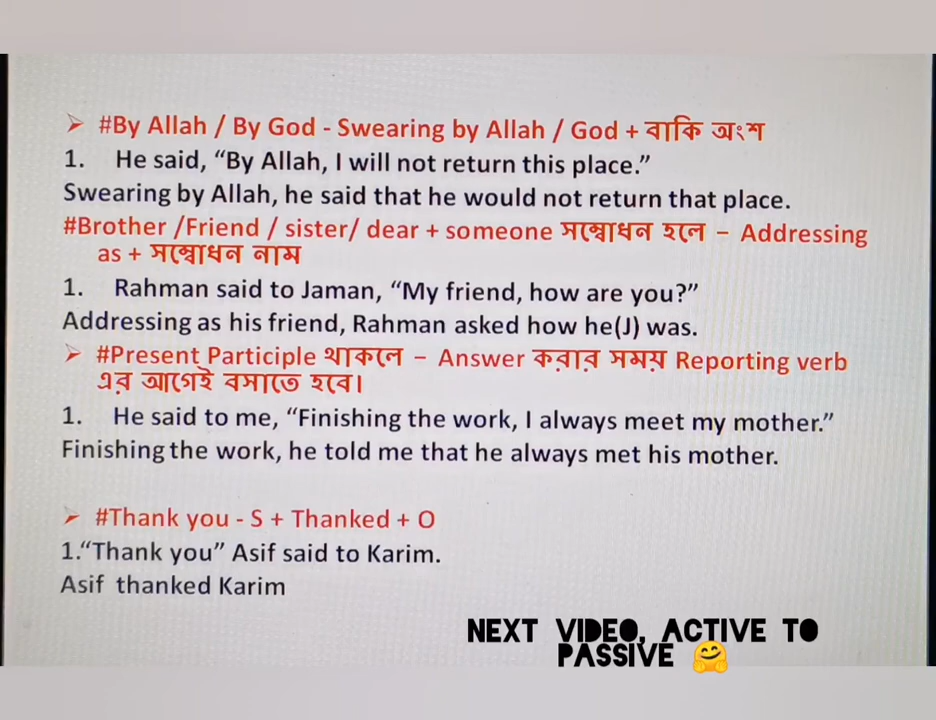 ➢ #By Allah / By God - Swearing by Allah / God + বাকি অংশ
1. He said, “By Allah, I will not return this place.”
Swearing by Allah, he said that he would not return that place.
#Brother /Friend / sister/ dear + someone সম্বোধন হলে – Addressing
as + সম্বোধন নাম
1. Rahman said to Jaman, “My friend, how are you?”
Addressing as his friend, Rahman asked how he(J) was.
➢ #Present Participle থাকলে – Answer করার সময় Reporting verb
এর আগেই বসাতে হবে।
1. He said to me, “Finishing the work, I always meet my mother.”
Finishing the work, he told me that he always met his mother.
➢ #Thank you - S + Thanked + O
1.“Thank you” Asif said to Karim.
Asif thanked Karim
NEXT VIDEO, ACTIVE TO
PASSIVE 🤗